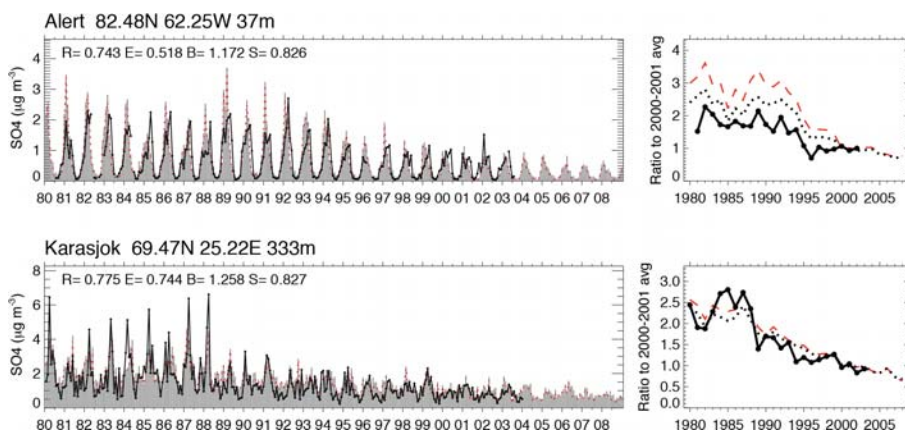 Alert 82.48N 62.25W 37m
R= 0.743 E= 0.518 B= 1.172 S= 0.826
SO4 (μg m-3)
4
3
2
1
0
80 81 82 83 84 85 86 87 88 89 90 91 92 93 94 95 96 97 98 99 00 01 02 03 04 05 06 07 08
Ratio to 2000-2001 avg
4
3
2
1
0
1980 1985 1990 1995 2000 2005
Karasjok 69.47N 25.22E 333m
R= 0.775 E= 0.744 B= 1.258 S= 0.827
SO4 (μg m-3)
8
6
4
2
0
80 81 82 83 84 85 86 87 88 89 90 91 92 93 94 95 96 97 98 99 00 01 02 03 04 05 06 07 08
Ratio to 2000-2001 avg
3.0
2.5
2.0
1.5
1.0
0.5
0.0
1980 1985 1990 1995 2000 2005